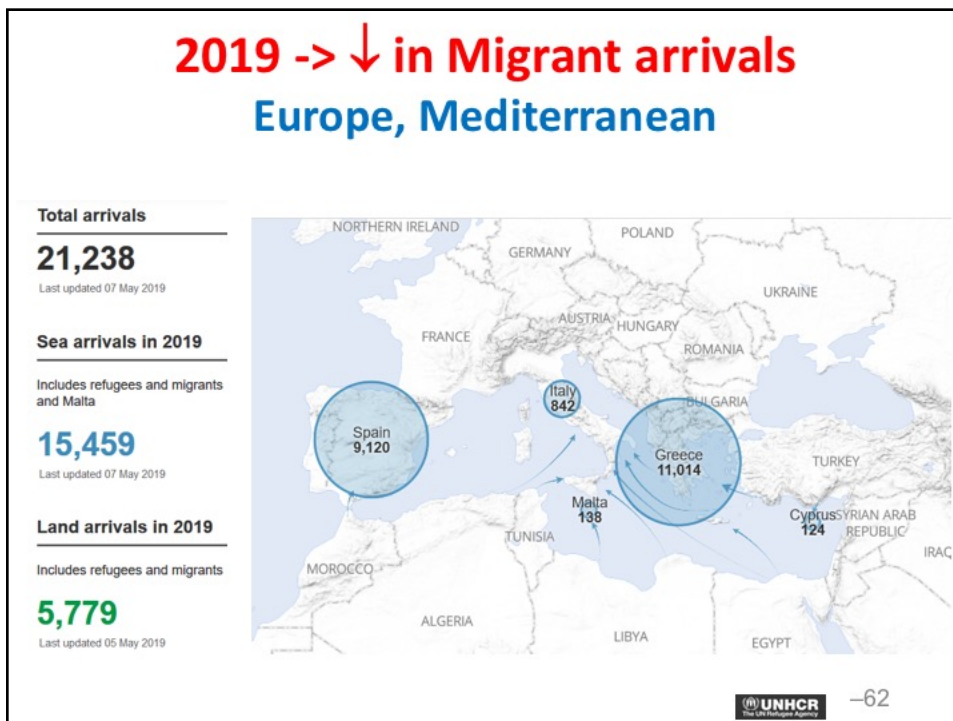 2019 -> ↓ in Migrant arrivals
Europe, Mediterranean
Total arrivals
21,238
Last updated 07 May 2019
Sea arrivals in 2019
Includes refugees and migrants
and Malta
15,459
Last updated 07 May 2019
Land arrivals in 2019
Includes refugees and migrants
5,779
Last updated 05 May 2019
NORTHERN IRELAND
POLAND
GERMANY
UKRAINE
AUSTRIA
FRANCE
HUNGARY
ROMANIA
Italy
842
BULGARIA
Spain
9,120
Greece
11,014
TURKEY
Malta
138
Cyprus
124
SYRIAN ARAB
REPUBLIC
TUNISIA
IRAQ
MOROCCO
ALGERIA
LIBYA
EGYPT
UNHCR
The UN Refugee Agency
–62